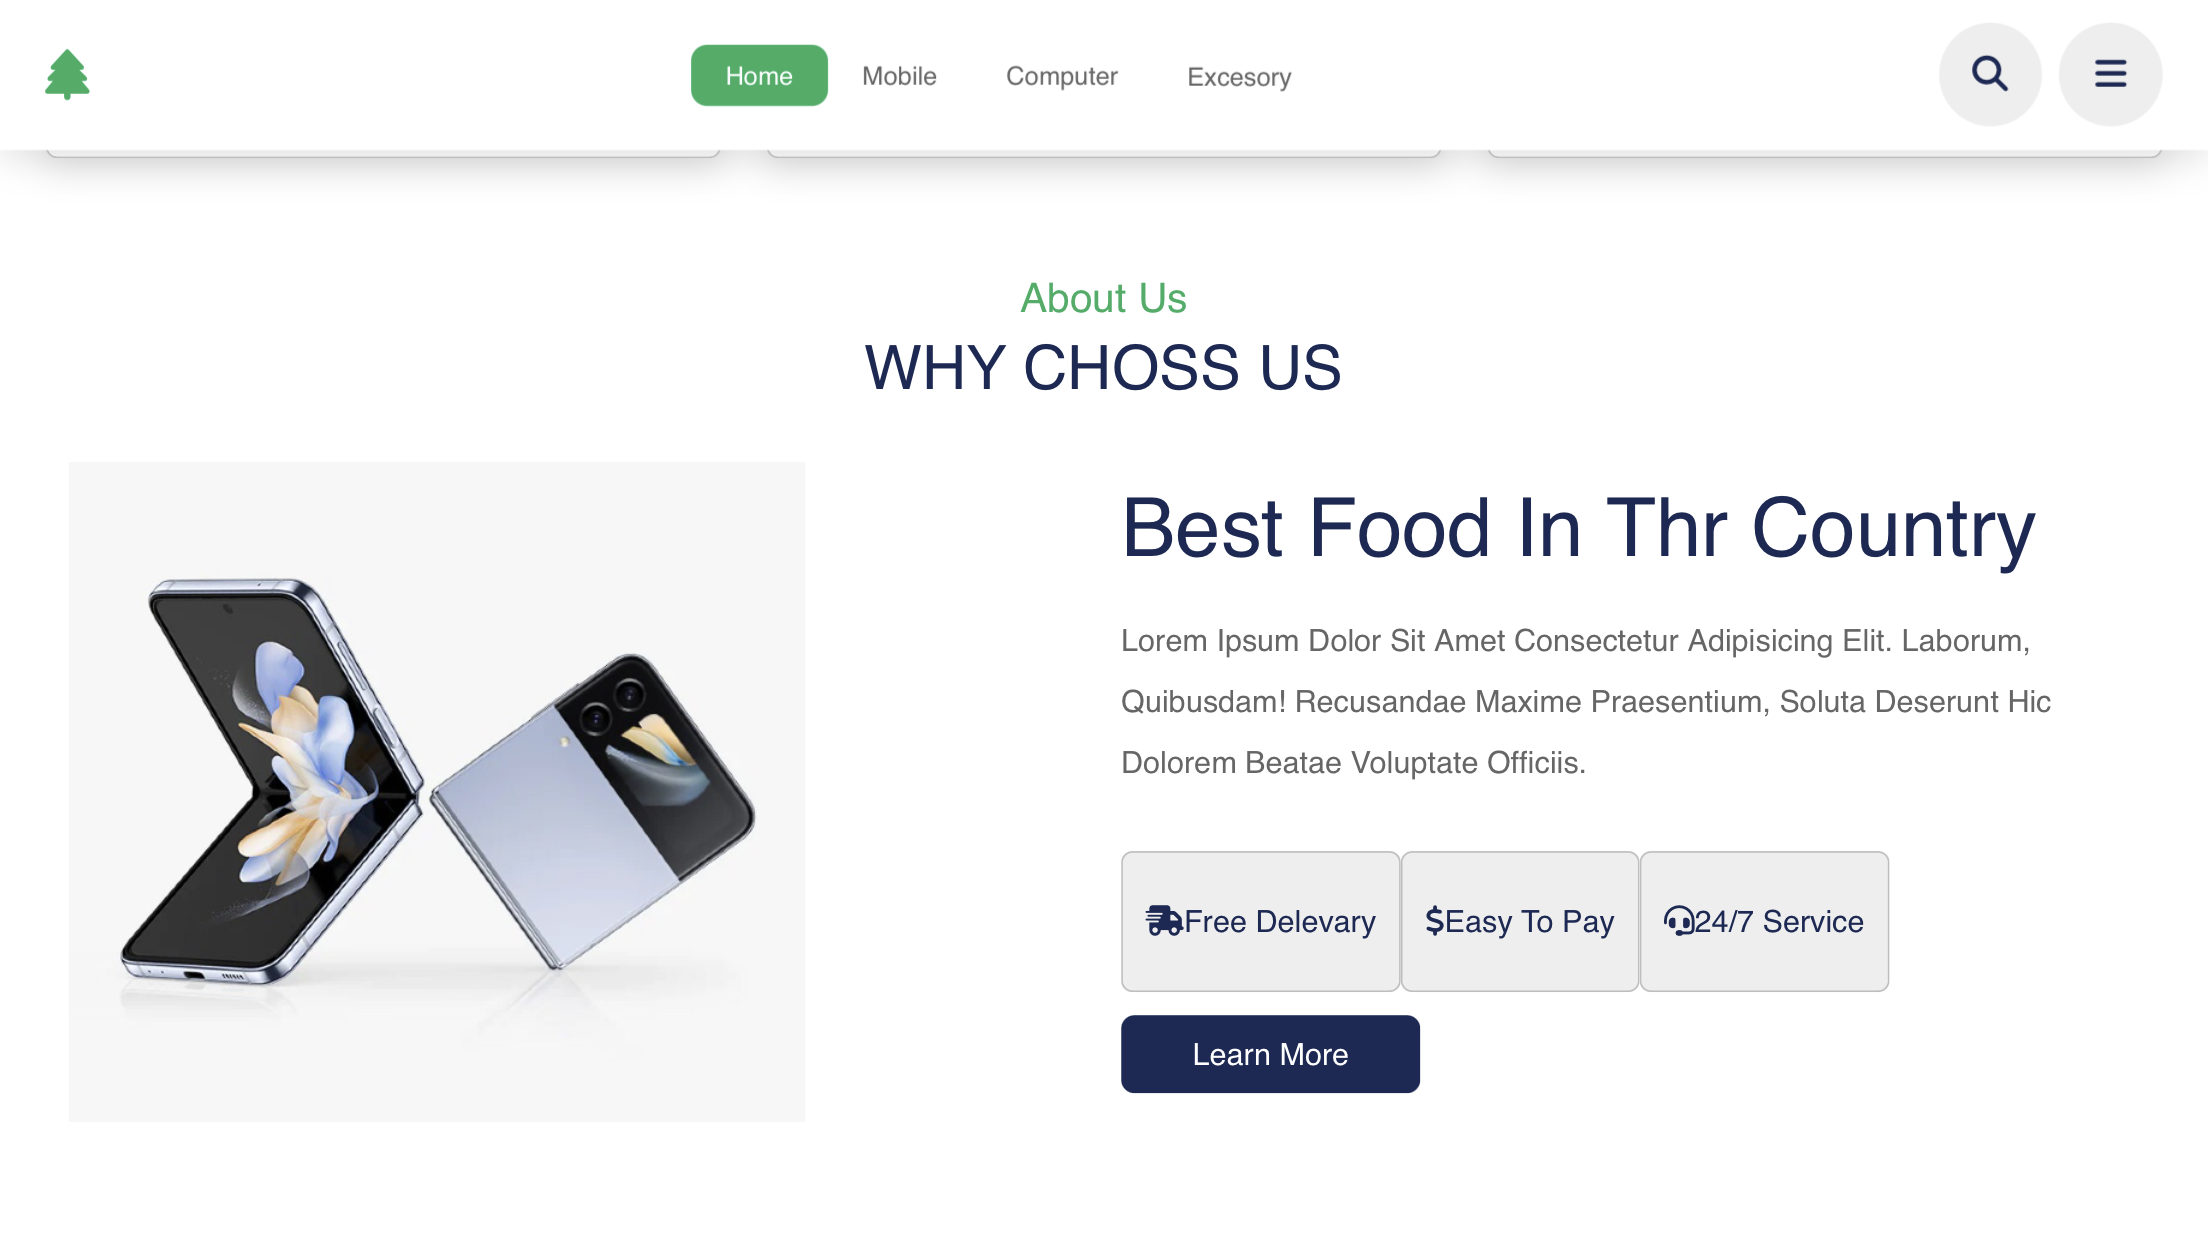 Home
Mobile
Computer
Excesory
About Us
WHY CHOSS US
Best Food In Thr Country
Lorem Ipsum Dolor Sit Amet Consectetur Adipisicing Elit. Laborum,
Quibusdam! Recusandae Maxime Praesentium, Soluta Deserunt Hic
Dolorem Beatae Voluptate Officiis.
Free Delevary
Easy To Pay
24/7 Service
Learn More